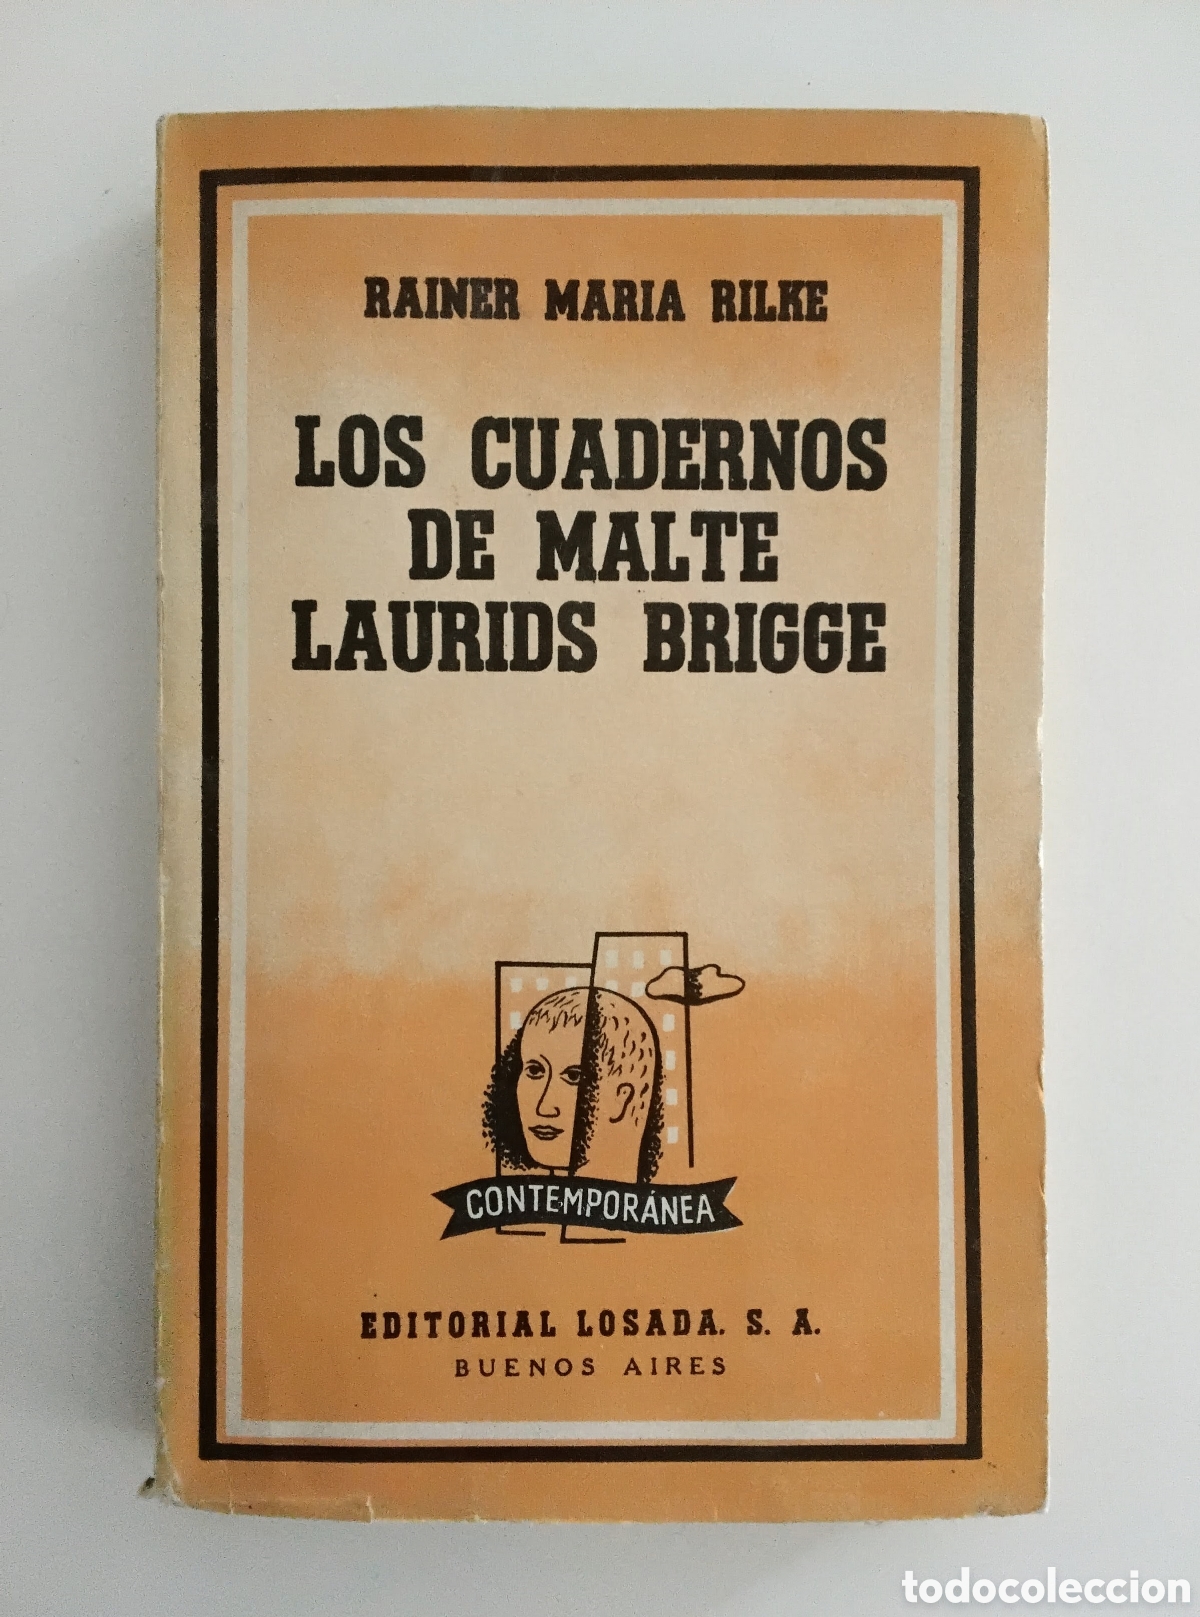 RAINER MARIA RILKE
LOS CUADERNOS
DE MALTE
LAURIDS BRIGGE
CONTEMPORÁNEA
EDITORIAL LOSADA. S. A.
BUENOS AIRES
todocoleccion